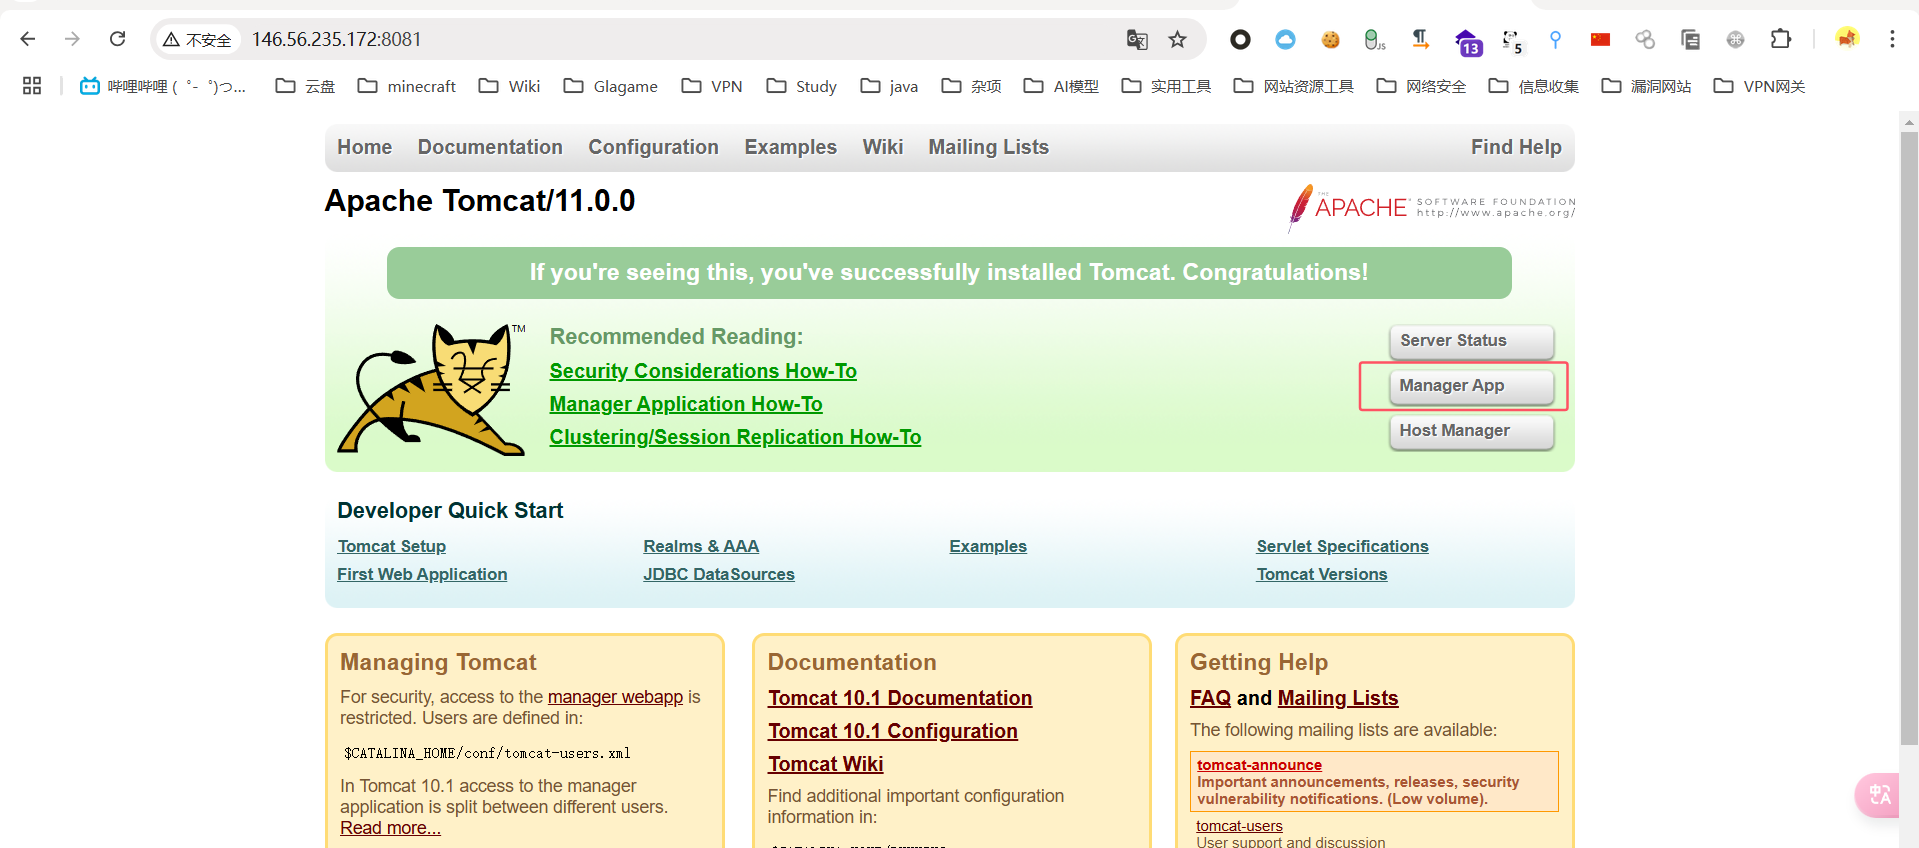 不安全 146.56.235.172:8081
13
5
JS
哔哩哔哩 ( ゜- ゜)つ... 云盘 minecraft Wiki Glagame VPN Study java 杂项 AI模型 实用工具 网站资源工具 网络安全 信息收集 漏洞网站 VPN网关
Home Documentation Configuration Examples Wiki Mailing Lists Find Help
Apache Tomcat/11.0.0
THE APACHE® SOFTWARE FOUNDATION
http://www.apache.org/
If you're seeing this, you've successfully installed Tomcat. Congratulations!
TM
Recommended Reading:
Security Considerations How-To
Manager Application How-To
Clustering/Session Replication How-To
Server Status
Manager App
Host Manager
Developer Quick Start
Tomcat Setup
First Web Application
Realms & AAA
JDBC DataSources
Examples
Servlet Specifications
Tomcat Versions
Managing Tomcat
For security, access to the manager webapp is
restricted. Users are defined in:
$CATALINA_HOME/conf/tomcat-users.xml
In Tomcat 10.1 access to the manager
application is split between different users.
Read more...
Documentation
Tomcat 10.1 Documentation
Tomcat 10.1 Configuration
Tomcat Wiki
Find additional important configuration
information in:
Getting Help
FAQ and Mailing Lists
The following mailing lists are available:
tomcat-announce
Important announcements, releases, security
vulnerability notifications. (Low volume).
tomcat-users
User support and discussion